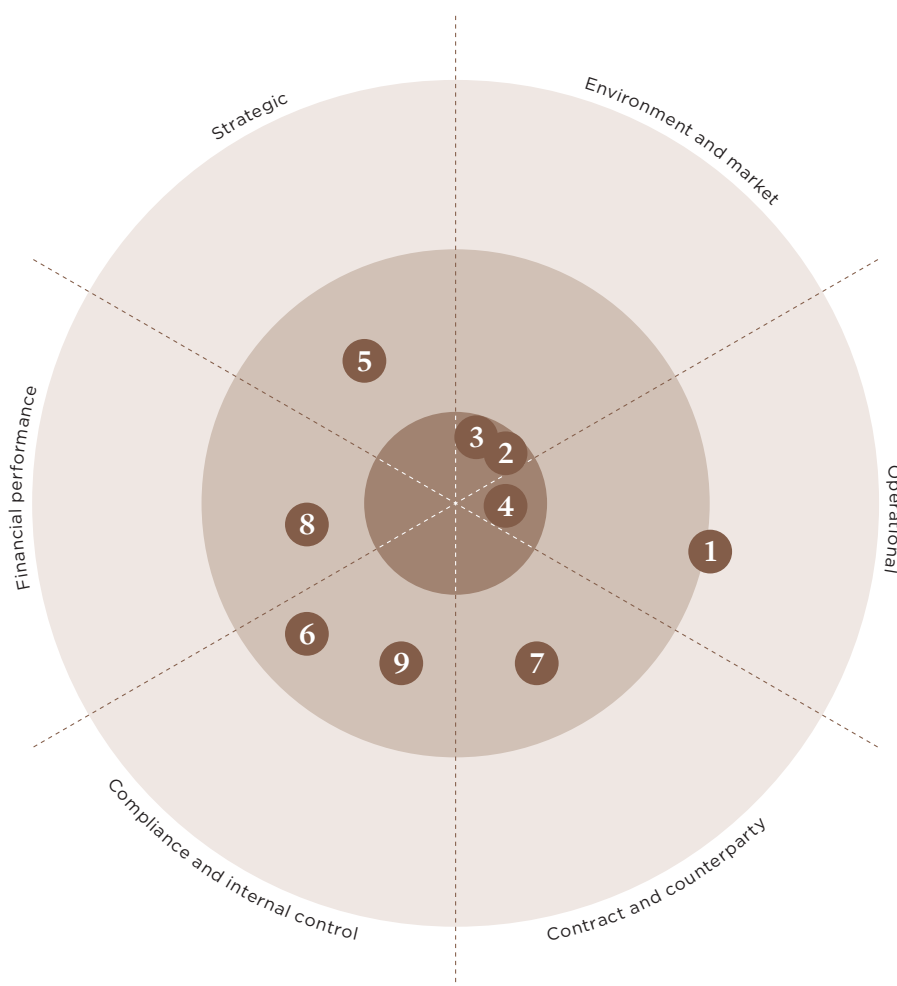 Strategic
Environment and market
Financial performance
Operational
5
3
2
4
8
1
6
9
7
Compliance and internal control
Contract and counterparty